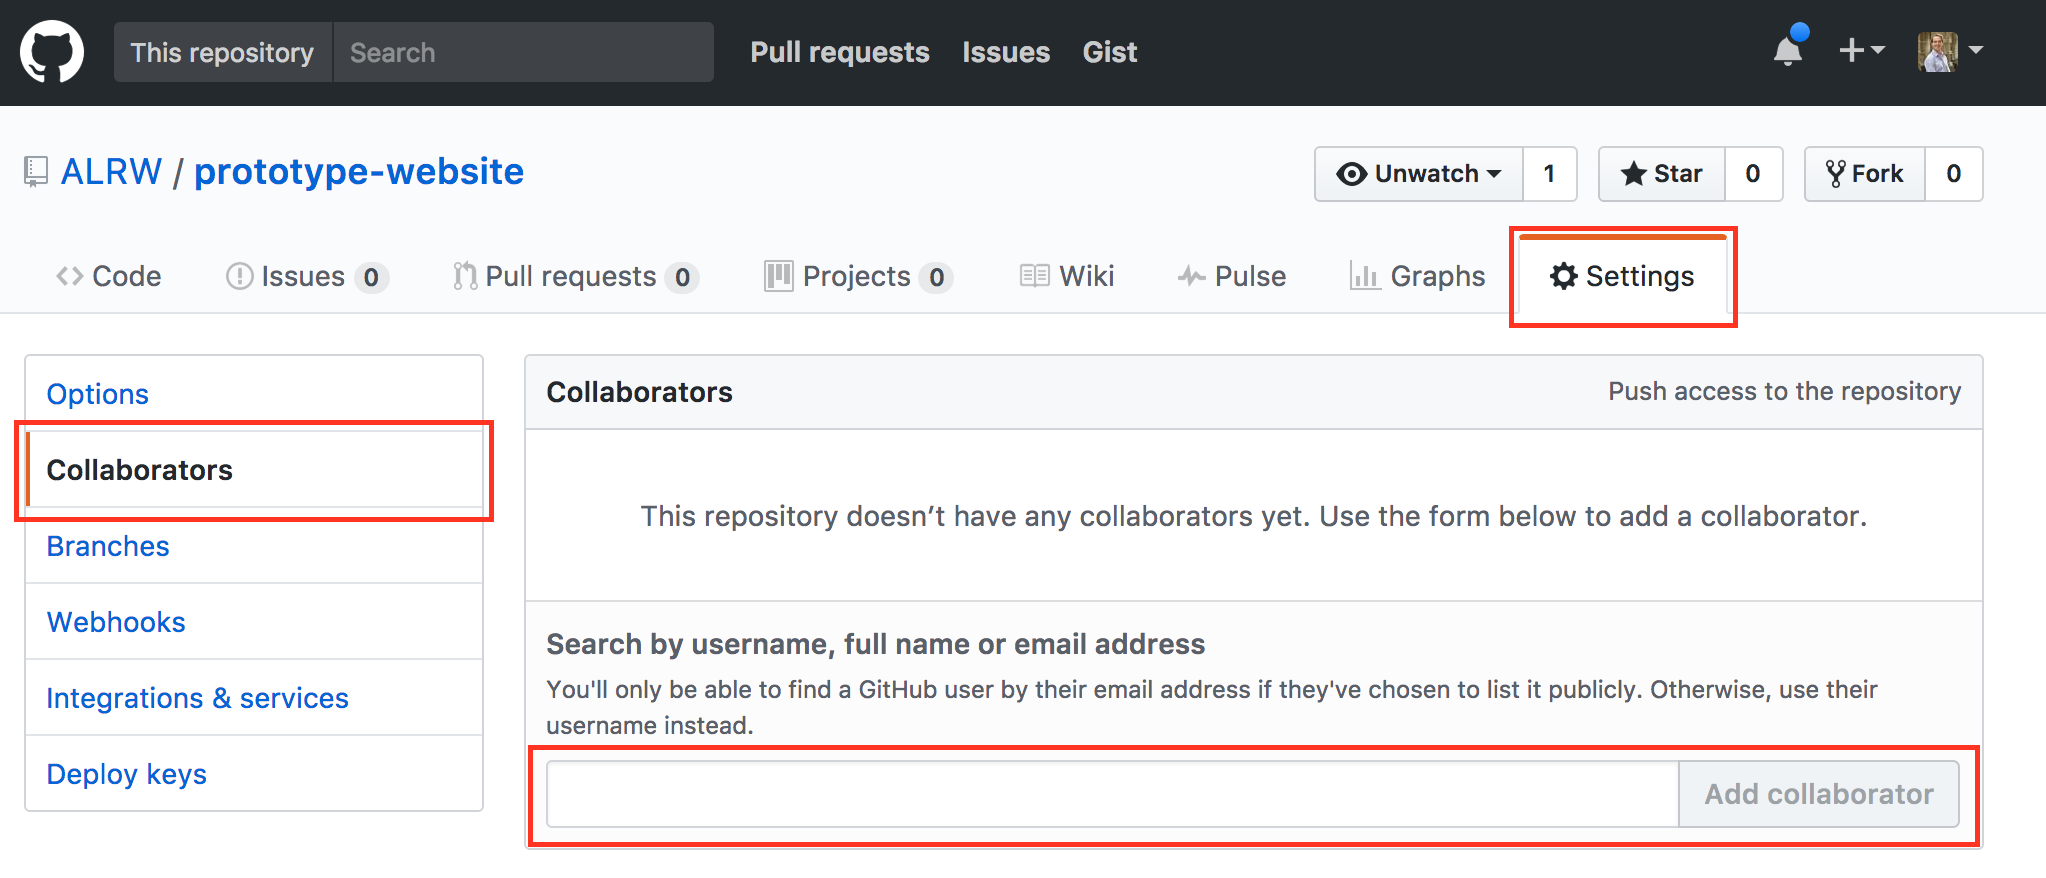 This repository Search Pull requests Issues Gist
ALRW / prototype-website Unwatch 1 Star 0 Fork 0
Code Issues 0 Pull requests 0 Projects 0 Wiki Pulse Graphs Settings
Options
Collaborators
Branches
Webhooks
Integrations & services
Deploy keys
Collaborators Push access to the repository
This repository doesn’t have any collaborators yet. Use the form below to add a collaborator.
Search by username, full name or email address
You'll only be able to find a GitHub user by their email address if they've chosen to list it publicly. Otherwise, use their
username instead.
Add collaborator